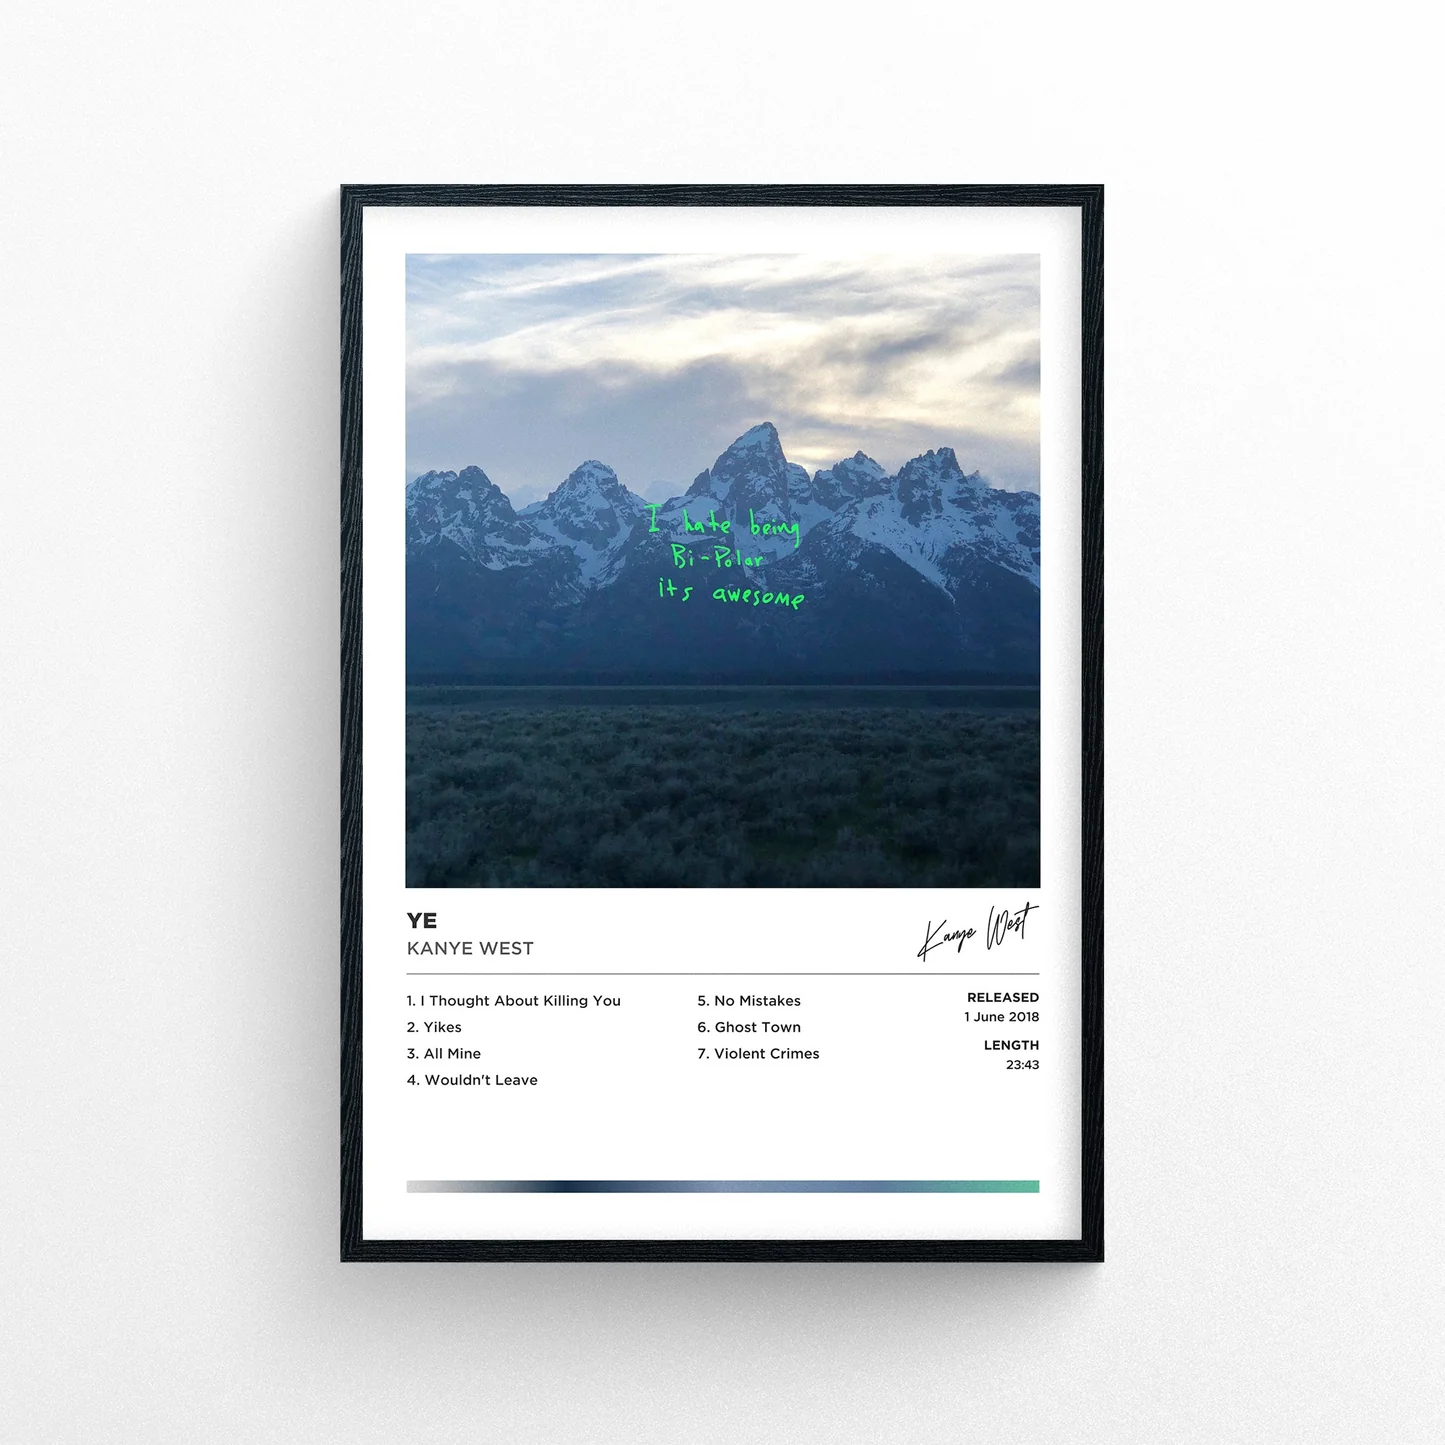 I hate being
Bi-Polar
its awesome
YE
KANYE WEST
Kanye West
1. I Thought About Killing You
2. Yikes
3. All Mine
4. Wouldn't Leave
5. No Mistakes
6. Ghost Town
7. Violent Crimes
RELEASED
1 June 2018
LENGTH
23:43